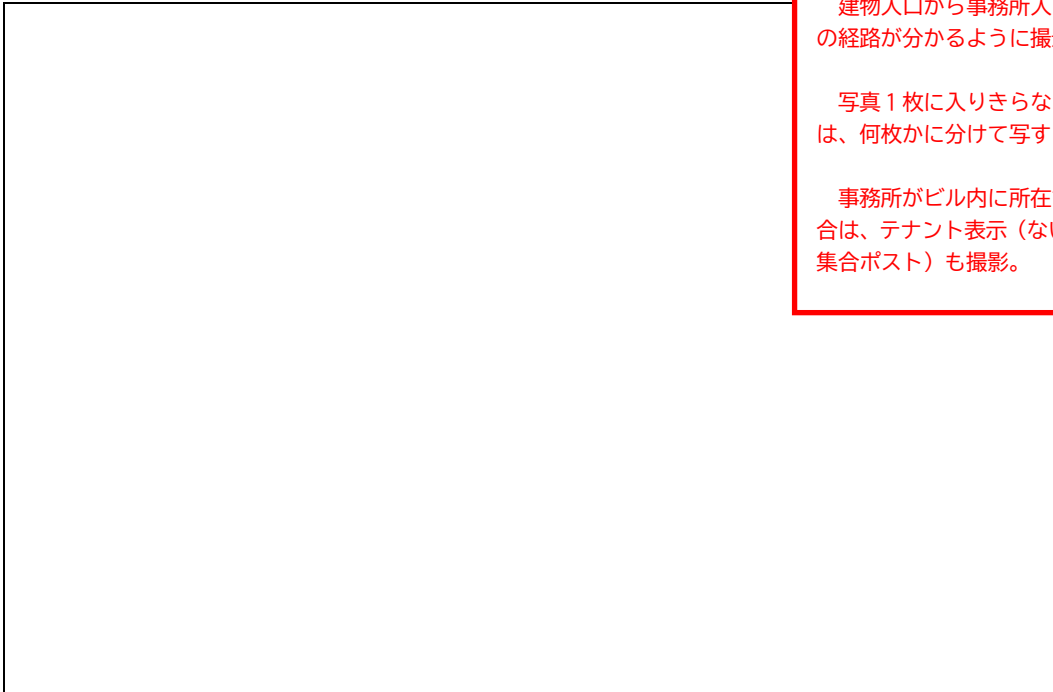 建物入口から事務所入
の経路が分かるように撮
写真１枚に入りきらな
は、何枚かに分けて写す
事務所がビル内に所在
合は、テナント表示（ない
集合ポスト）も撮影。